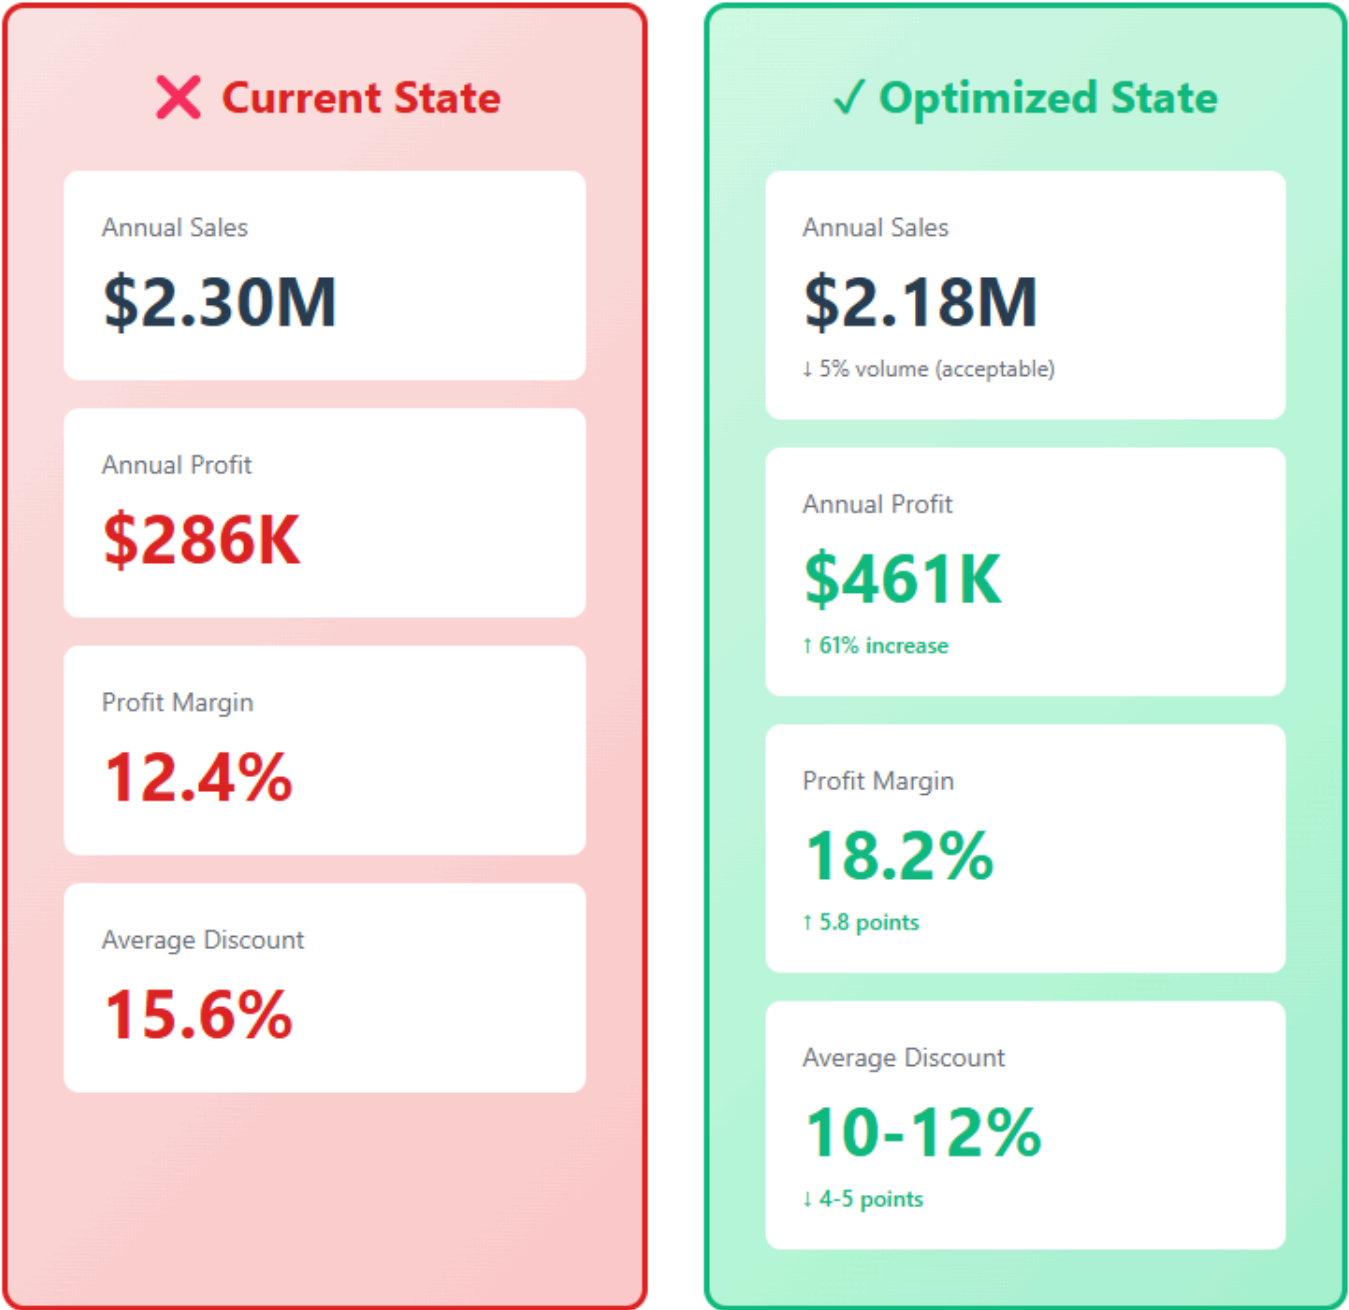 ❌ Current State
Annual Sales
$2.30M
Annual Profit
$286K
Profit Margin
12.4%
Average Discount
15.6%
✓ Optimized State
Annual Sales
$2.18M
↓ 5% volume (acceptable)
Annual Profit
$461K
↑ 61% increase
Profit Margin
18.2%
↑ 5.8 points
Average Discount
10-12%
↓ 4-5 points